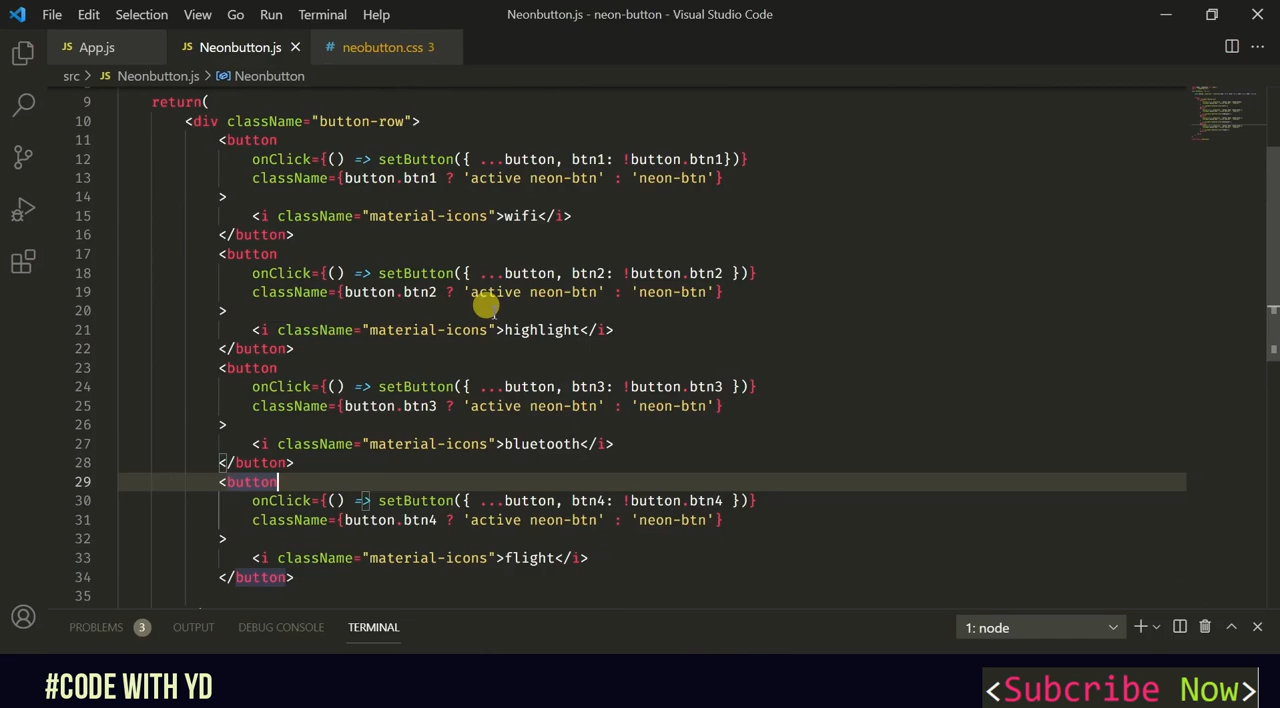 File Edit Selection View Go Run Terminal Help Neonbutton.js - neon-button - Visual Studio Code
JS App.js JS Neonbutton.js # neobutton.css 3
src > JS Neonbutton.js > Neonbutton
9 return(
10 <div className="button-row">
11 <button
12 onClick={() => setButton({ ...button, btn1: !button.btn1})}
13 className={button.btn1 ? 'active neon-btn' : 'neon-btn'}
14 >
15 <i className="material-icons">wifi</i>
16 </button>
17 <button
18 onClick={() => setButton({ ...button, btn2: !button.btn2 })}
19 className={button.btn2 ? 'active neon-btn' : 'neon-btn'}
20 >
21 <i className="material-icons">highlight</i>
22 </button>
23 <button
24 onClick={() => setButton({ ...button, btn3: !button.btn3 })}
25 className={button.btn3 ? 'active neon-btn' : 'neon-btn'}
26 >
27 <i className="material-icons">bluetooth</i>
28 </button>
29 <button
30 onClick={() => setButton({ ...button, btn4: !button.btn4 })}
31 className={button.btn4 ? 'active neon-btn' : 'neon-btn'}
32 >
33 <i className="material-icons">flight</i>
34 </button>
35
PROBLEMS 3 OUTPUT DEBUG CONSOLE TERMINAL 1: node
#CODE WITH YD
<Subcribe Now>